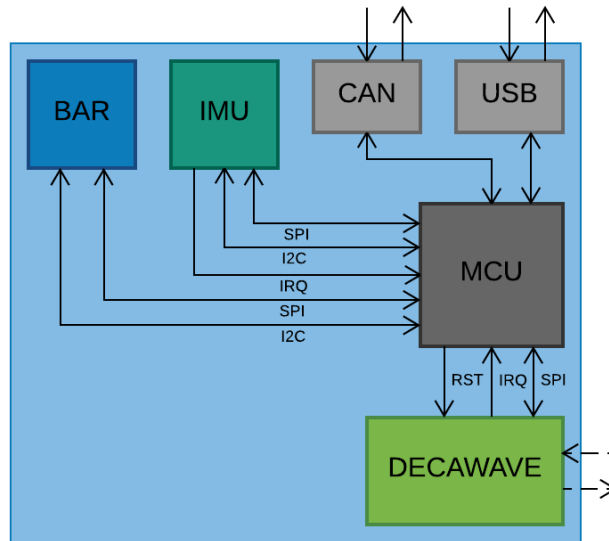 BAR
IMU
CAN
USB
SPI
I2C
IRQ
SPI
I2C
MCU
RST
IRQ
SPI
DECAWAVE